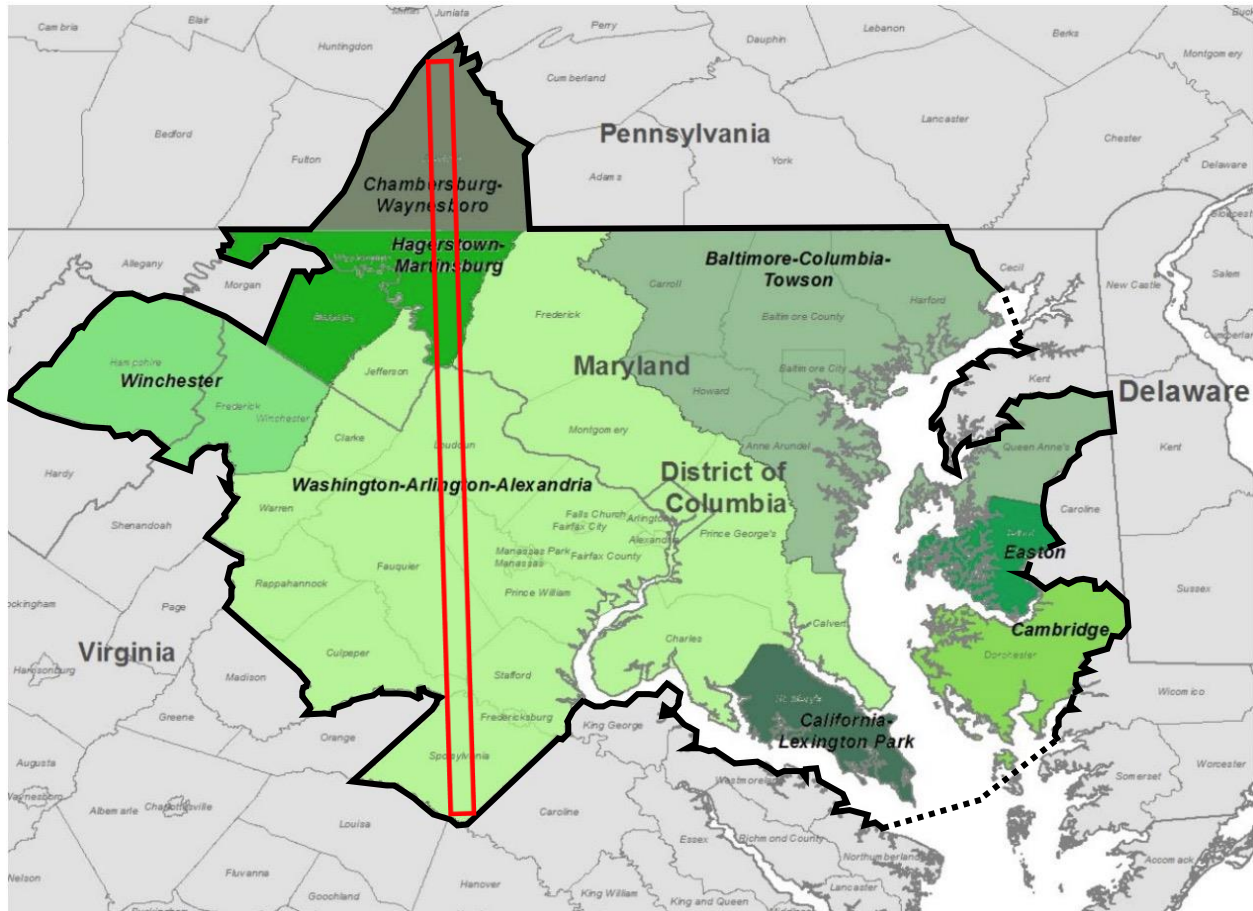 Cambria
Blair
Huntingdon
Juniata
Perry
Dauphin
Lebanon
Berks
Montgomery
Bedford
Fulton
Cumberland
Pennsylvania
Lancaster
Chester
Delaware
Adams
York
Chambersburg-
Waynesboro
Allegany
Morgan
Hagerstown-
Martinsburg
Frederick
Baltimore-Columbia-
Towson
Carroll
Baltimore County
Harford
Cecil
New Castle
Salem
Hampshire
Winchester
Frederick
Winchester
Jefferson
Maryland
Howard
Baltimore City
Kent
Delaware
Clarke
Loudoun
Montgomery
Anne Arundel
Queen Anne's
Kent
Hardy
Washington-Arlington-Alexandria
District of
Columbia
Warren
Falls Church
Fairfax City
Arlington
Alexandria
Prince George's
Caroline
Shenandoah
Manassas Park
Manassas
Fairfax County
Easton
Rappahannock
Fauquier
Prince William
Sussex
Page
Virginia
Culpeper
Charles
Calvert
Cambridge
Dorchester
Harrisonburg
Madison
Stafford
St. Mary's
Wicomico
Greene
Orange
Fredericksburg
King George
California-
Lexington Park
Spotsylvania
Augusta
Waynesboro
Albemarle
Charlottesville
Louisa
Caroline
Westmoreland
Somerset
Worcester
Essex
Richmond County
Northumberland
Nelson
Fluvanna
Goochland
Hanover
King William
King and Queen
Lancaster
Accomack